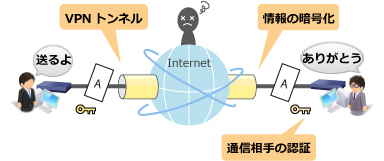 VPN トンネル
情報の暗号化
送るよ
Internet
ありがとう
A
A
通信相手の認証